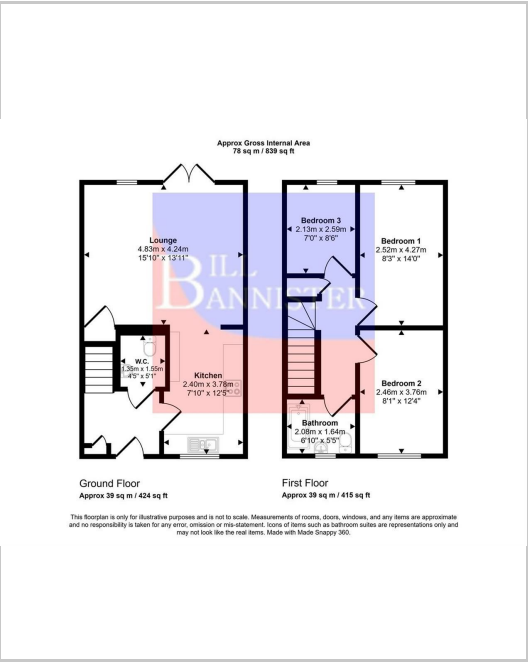 Approx Gross Internal Area
78 sq m / 839 sq ft
Lounge
4.83m x 4.24m
15'10" x 13'11"
W.C.
1.35m x 1.55m
4'5" x 5'1"
Kitchen
2.40m x 3.78m
7'10" x 12'5"
Bedroom 3
2.13m x 2.59m
7'0" x 8'6"
Bedroom 1
2.52m x 4.27m
8'3" x 14'0"
Bedroom 2
2.46m x 3.76m
8'1" x 12'4"
Bathroom
2.08m x 1.64m
6'10" x 5'5"
BILL
BANNISTER
Ground Floor
Approx 39 sq m / 424 sq ft
First Floor
Approx 39 sq m / 415 sq ft
This floorplan is only for illustrative purposes and is not to scale. Measurements of rooms, doors, windows, and any items are approximate
and no responsibility is taken for any error, omission or mis-statement. Icons of items such as bathroom suites are representations only and
may not look like the real items. Made with Made Snappy 360.